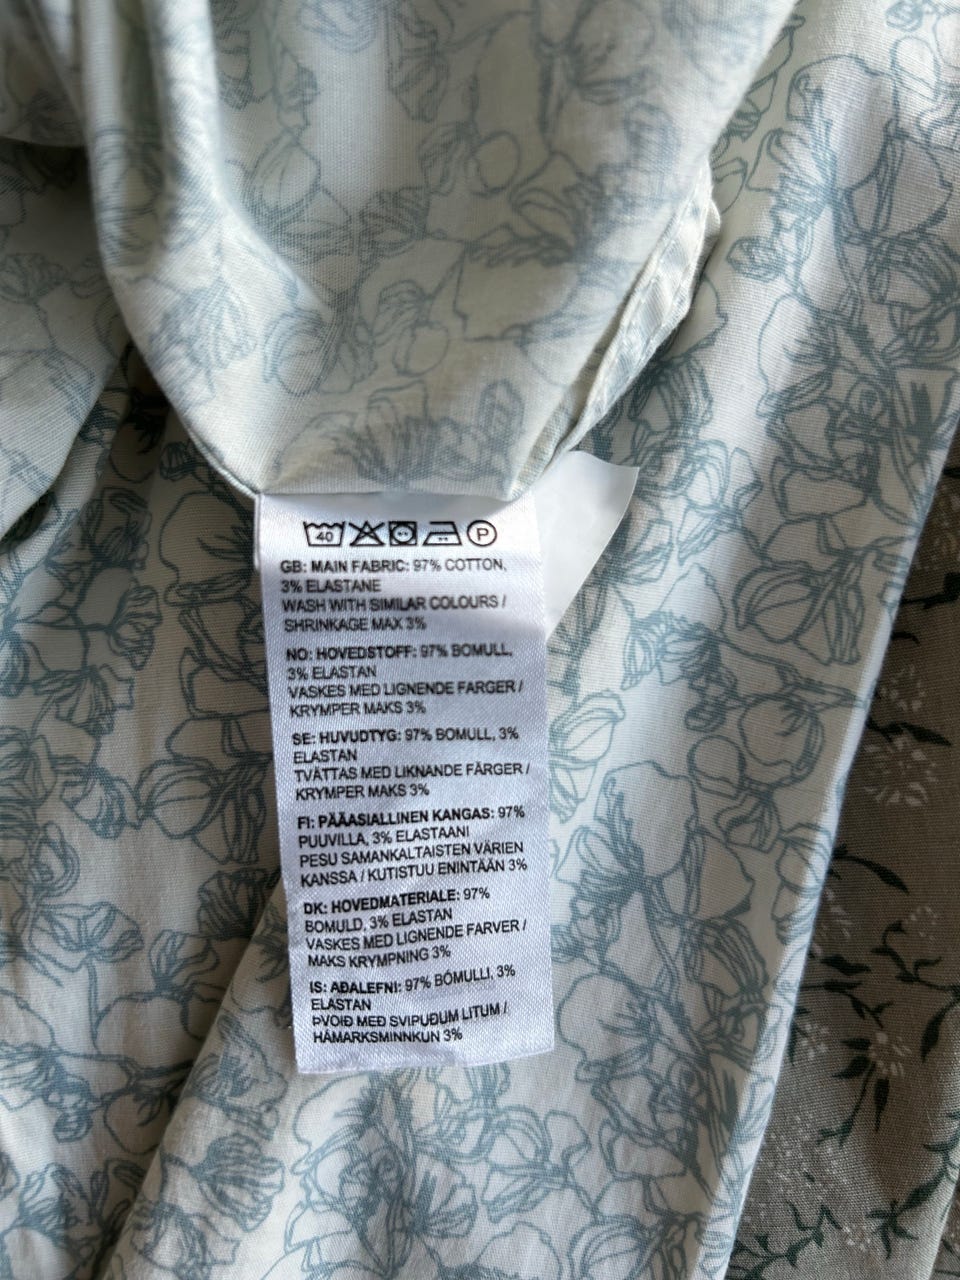 40 P
GB: MAIN FABRIC: 97% COTTON,
3% ELASTANE
WASH WITH SIMILAR COLOURS /
SHRINKAGE MAX 3%
NO: HOVEDSTOFF: 97% BOMULL,
3% ELASTAN
VASKES MED LIGNENDE FARGER /
KRYMPER MAKS 3%
SE: HUVUDTYG: 97% BOMULL, 3%
ELASTAN
TVÄTTAS MED LIKNANDE FÄRGER /
KRYMPER MAKS 3%
FI: PÄÄASIALLINEN KANGAS: 97%
PUUVILLA, 3% ELASTAANI
PESU SAMANKALTAISTEN VÄRIEN
KANSSA / KUTISTUU ENINTÄÄN 3%
DK: HOVEDMATERIALE: 97%
BOMULD, 3% ELASTAN
VASKES MED LIGNENDE FARVER /
MAKS KRYMPNING 3%
IS: AÐALEFNI: 97% BÓMULLI, 3%
ELASTAN
ÞVOIÐ MEÐ SVIPUÐUM LITUM /
HÁMARKSMINNKUN 3%